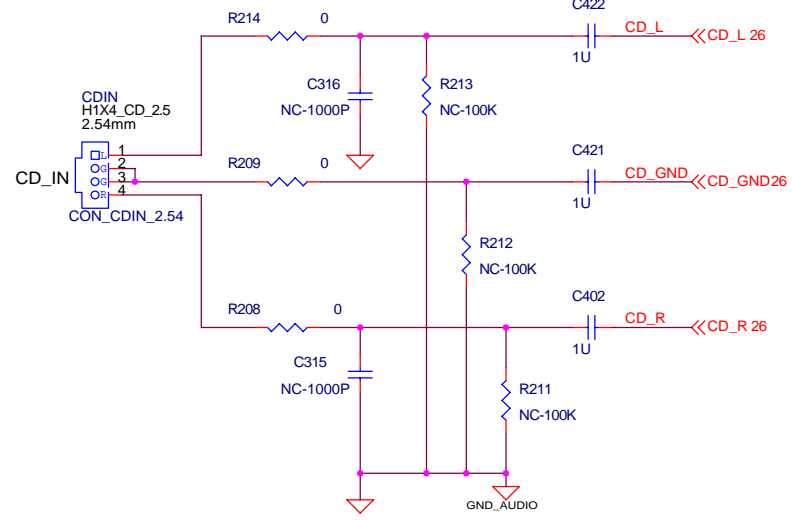 C422
R214 0
CD_L
CD_L 26
1U
C316
NC-1000P
R213
NC-100K
CDIN
H1X4_CD_2.5
2.54mm
1
2
3
4
L
G
G
R
CD_IN
CON_CDIN_2.54
R209 0
C421
CD_GND
CD_GND26
1U
R212
NC-100K
R208 0
C402
CD_R
CD_R 26
1U
C315
NC-1000P
R211
NC-100K
GND_AUDIO